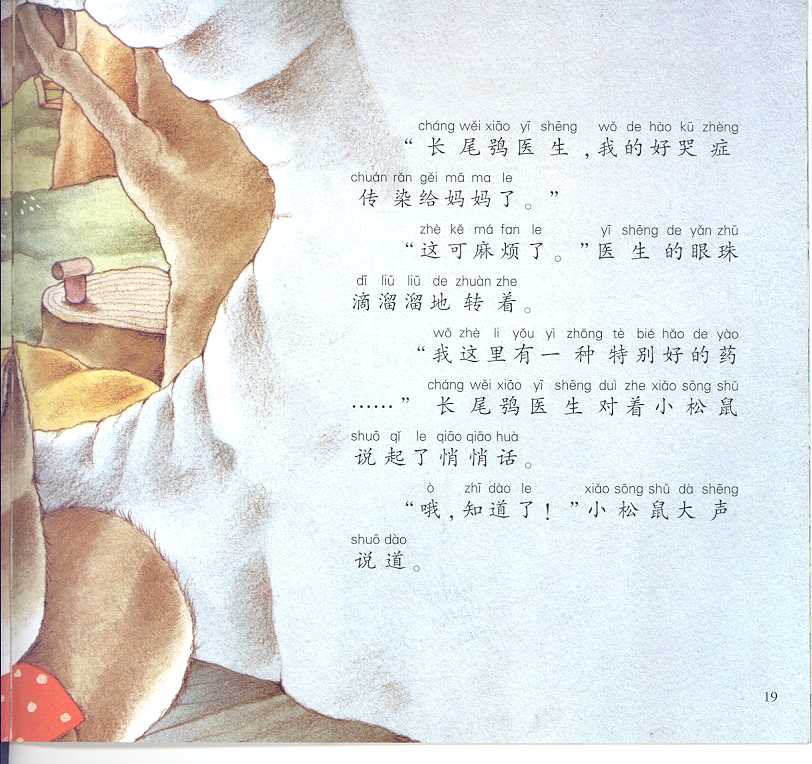 cháng wěi xiāo yī shēng wǒ de hào kū zhèng
“长尾鸮医生,我的好哭症
chuán rǎn gěi mā ma le
传染给妈妈了。”
zhè kě má fan le yī shēng de yǎn zhū
“这可麻烦了。”医生的眼珠
dī liū liū de zhuàn zhe
滴溜溜地转着。
wǒ zhè li yǒu yì zhǒng tè bié hǎo de yào
“我这里有一种特别好的药
cháng wěi xiāo yī shēng duì zhe xiǎo sōng shǔ
……”长尾鸮医生对着小松鼠
shuō qǐ le qiāo qiāo huà
说起了悄悄话。
ò zhī dào le xiǎo sōng shǔ dà shēng
“哦,知道了!”小松鼠大声
shuō dào
说道。
19